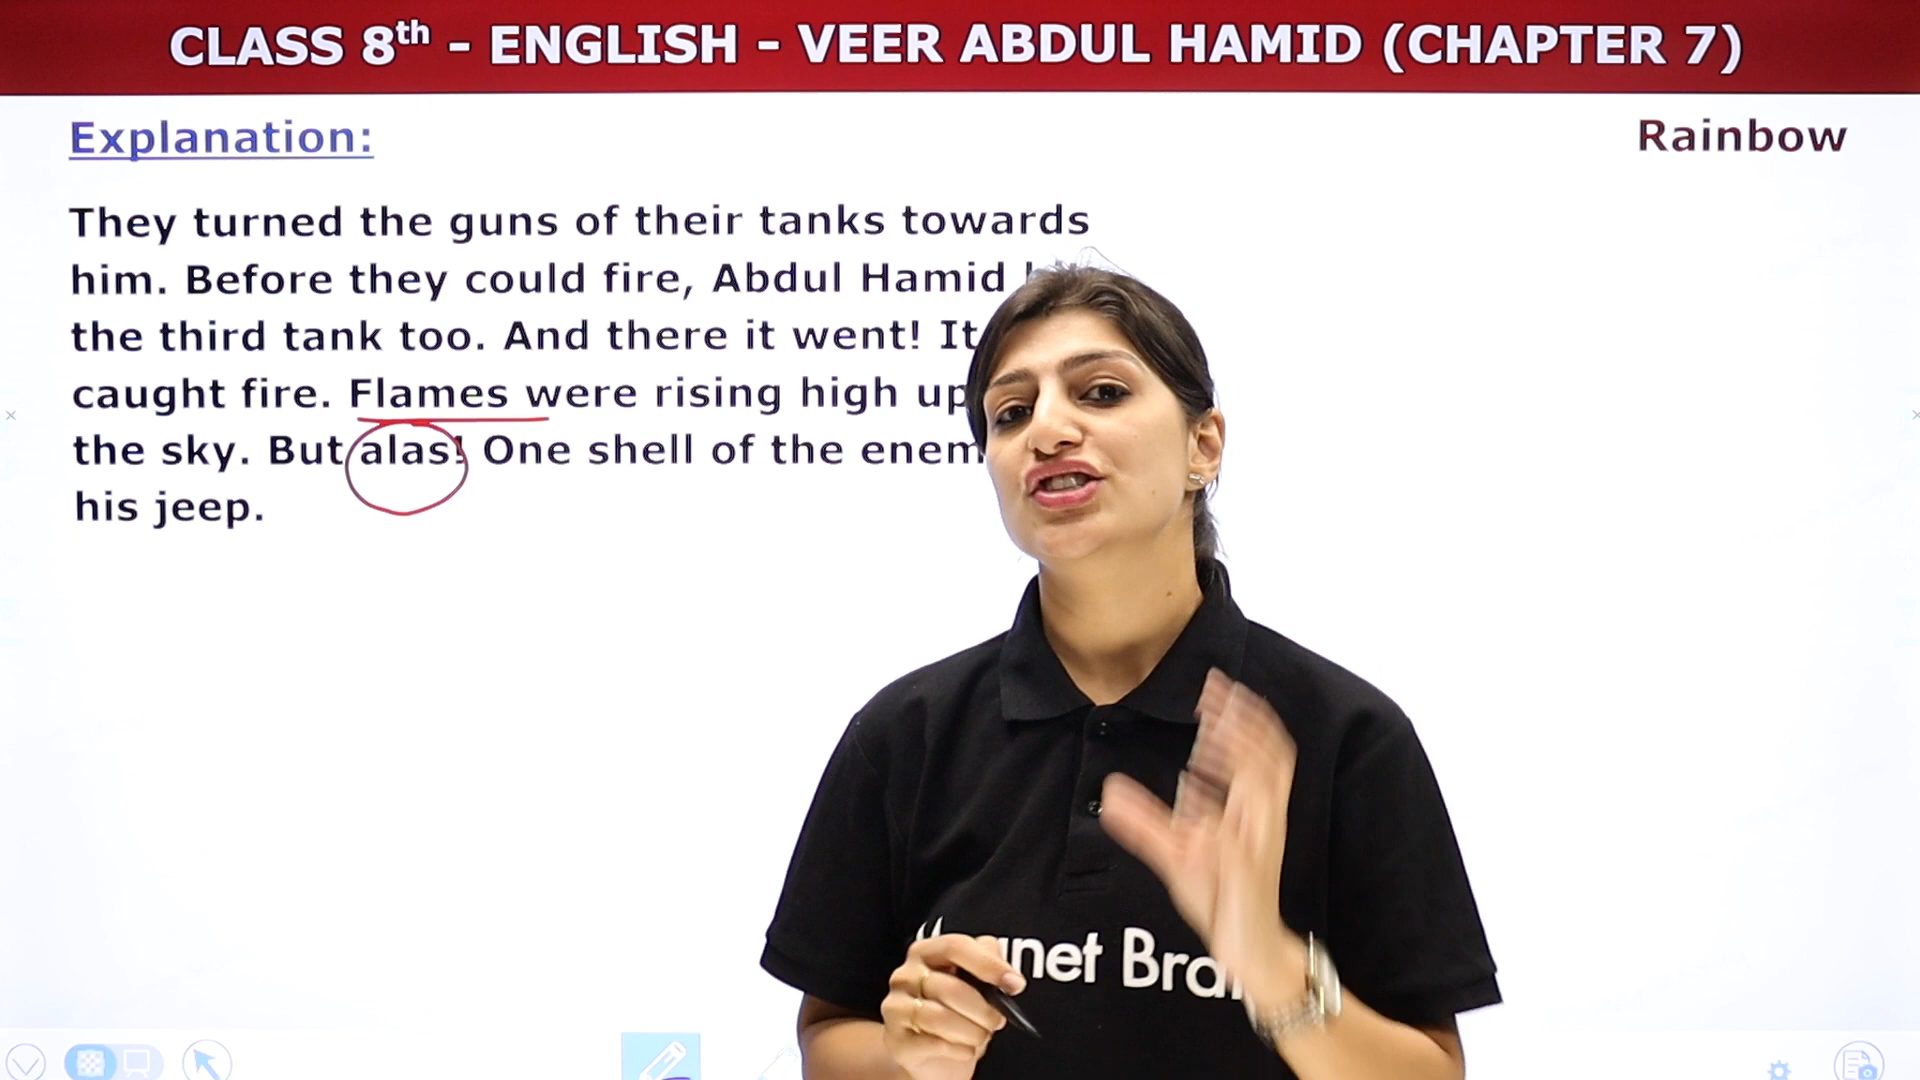 CLASS 8th - ENGLISH - VEER ABDUL HAMID (CHAPTER 7)
Explanation:
Rainbow
They turned the guns of their tanks towards
him. Before they could fire, Abdul Hamid
the third tank too. And there it went! It
caught fire. Flames were rising high up
the sky. But alas! One shell of the
his jeep.